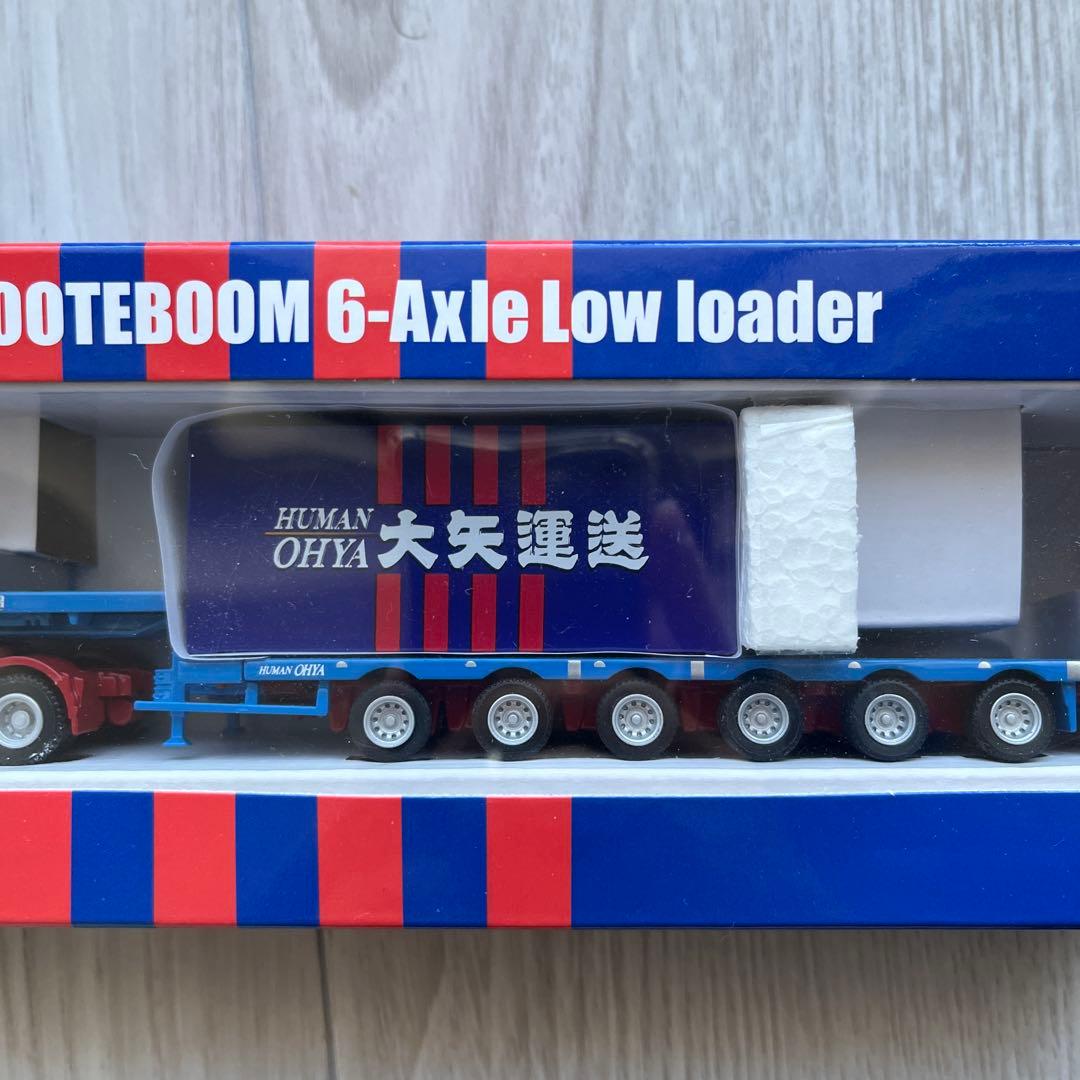 OOTEBOOM 6-Axle Low loader
HUMAN
OHYA 大矢運送
HUMAN OHYA